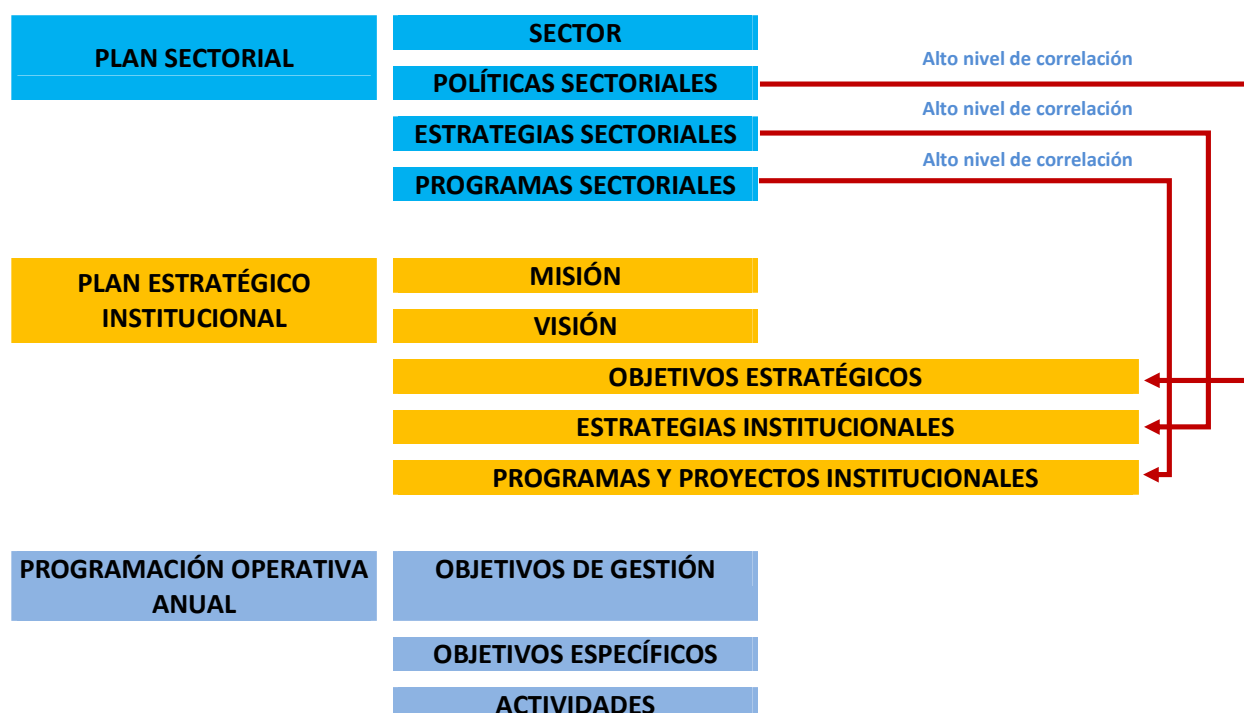 PLAN SECTORIAL
SECTOR
POLÍTICAS SECTORIALES
ESTRATEGIAS SECTORIALES
PROGRAMAS SECTORIALES
Alto nivel de correlación
Alto nivel de correlación
Alto nivel de correlación
PLAN ESTRATÉGICO
INSTITUCIONAL
MISIÓN
VISIÓN
OBJETIVOS ESTRATÉGICOS
ESTRATEGIAS INSTITUCIONALES
PROGRAMAS Y PROYECTOS INSTITUCIONALES
PROGRAMACIÓN OPERATIVA
ANUAL
OBJETIVOS DE GESTIÓN
OBJETIVOS ESPECÍFICOS
ACTIVIDADES